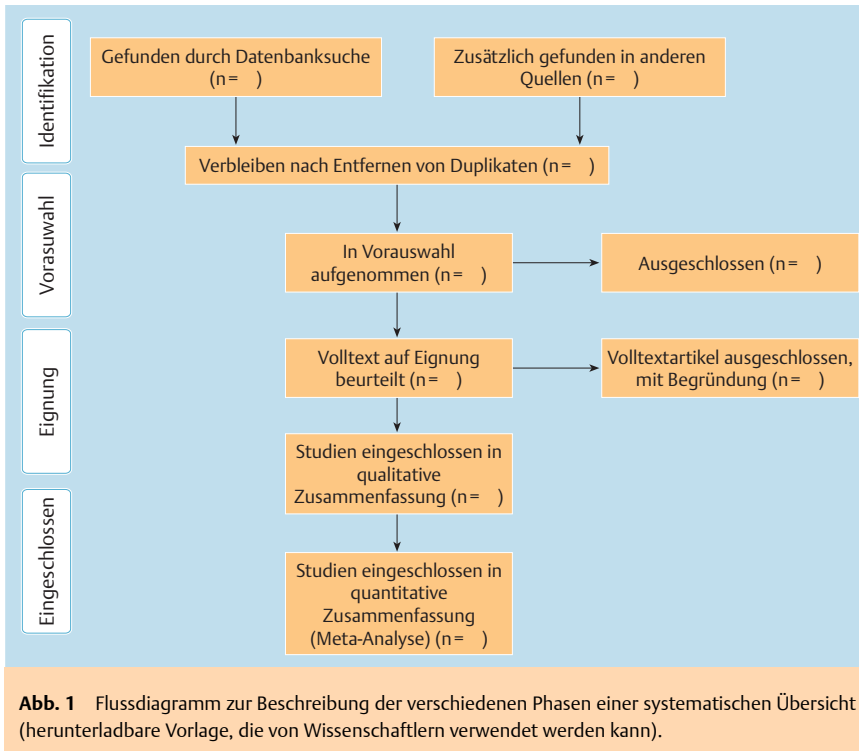 Identifikation
Gefunden durch Datenbanksuche
(n=   )
Zusätzlich gefunden in anderen
Quellen (n=   )
Verbleiben nach Entfernen von Duplikaten (n=   )
Vorasuwahl
In Vorauswahl
aufgenommen (n=   )
Ausgeschlossen (n=   )
Eignung
Volltext auf Eignung
beurteilt (n=   )
Volltextartikel ausgeschlossen,
mit Begründung (n=   )
Studien eingeschlossen in
qualitative
Zusammenfassung (n=   )
Eingeschlossen
Studien eingeschlossen in
quantitative
Zusammenfassung
(Meta-Analyse) (n=   )
Abb. 1 Flussdiagramm zur Beschreibung der verschiedenen Phasen einer systematischen Übersicht
(herunterladbare Vorlage, die von Wissenschaftlern verwendet werden kann).